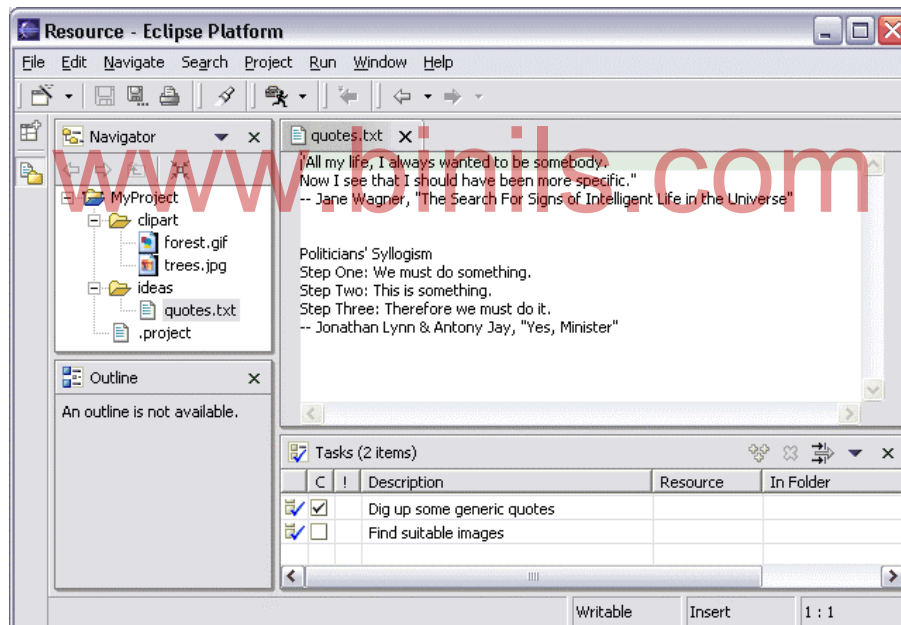 Resource - Eclipse Platform
File Edit Navigate Search Project Run Window Help
Navigator
quotes.txt
www.binils.com
MyProject
clipart
forest.gif
trees.jpg
ideas
quotes.txt
.project
'All my life, I always wanted to be somebody.
Now I see that I should have been more specific."
-- Jane Wagner, "The Search For Signs of Intelligent Life in the Universe"
Politicians' Syllogism
Step One: We must do something.
Step Two: This is something.
Step Three: Therefore we must do it.
-- Jonathan Lynn & Antony Jay, "Yes, Minister"
Outline
An outline is not available.
Tasks (2 items)
C ! Description Resource In Folder
Dig up some generic quotes
Find suitable images
Writable Insert 1 : 1